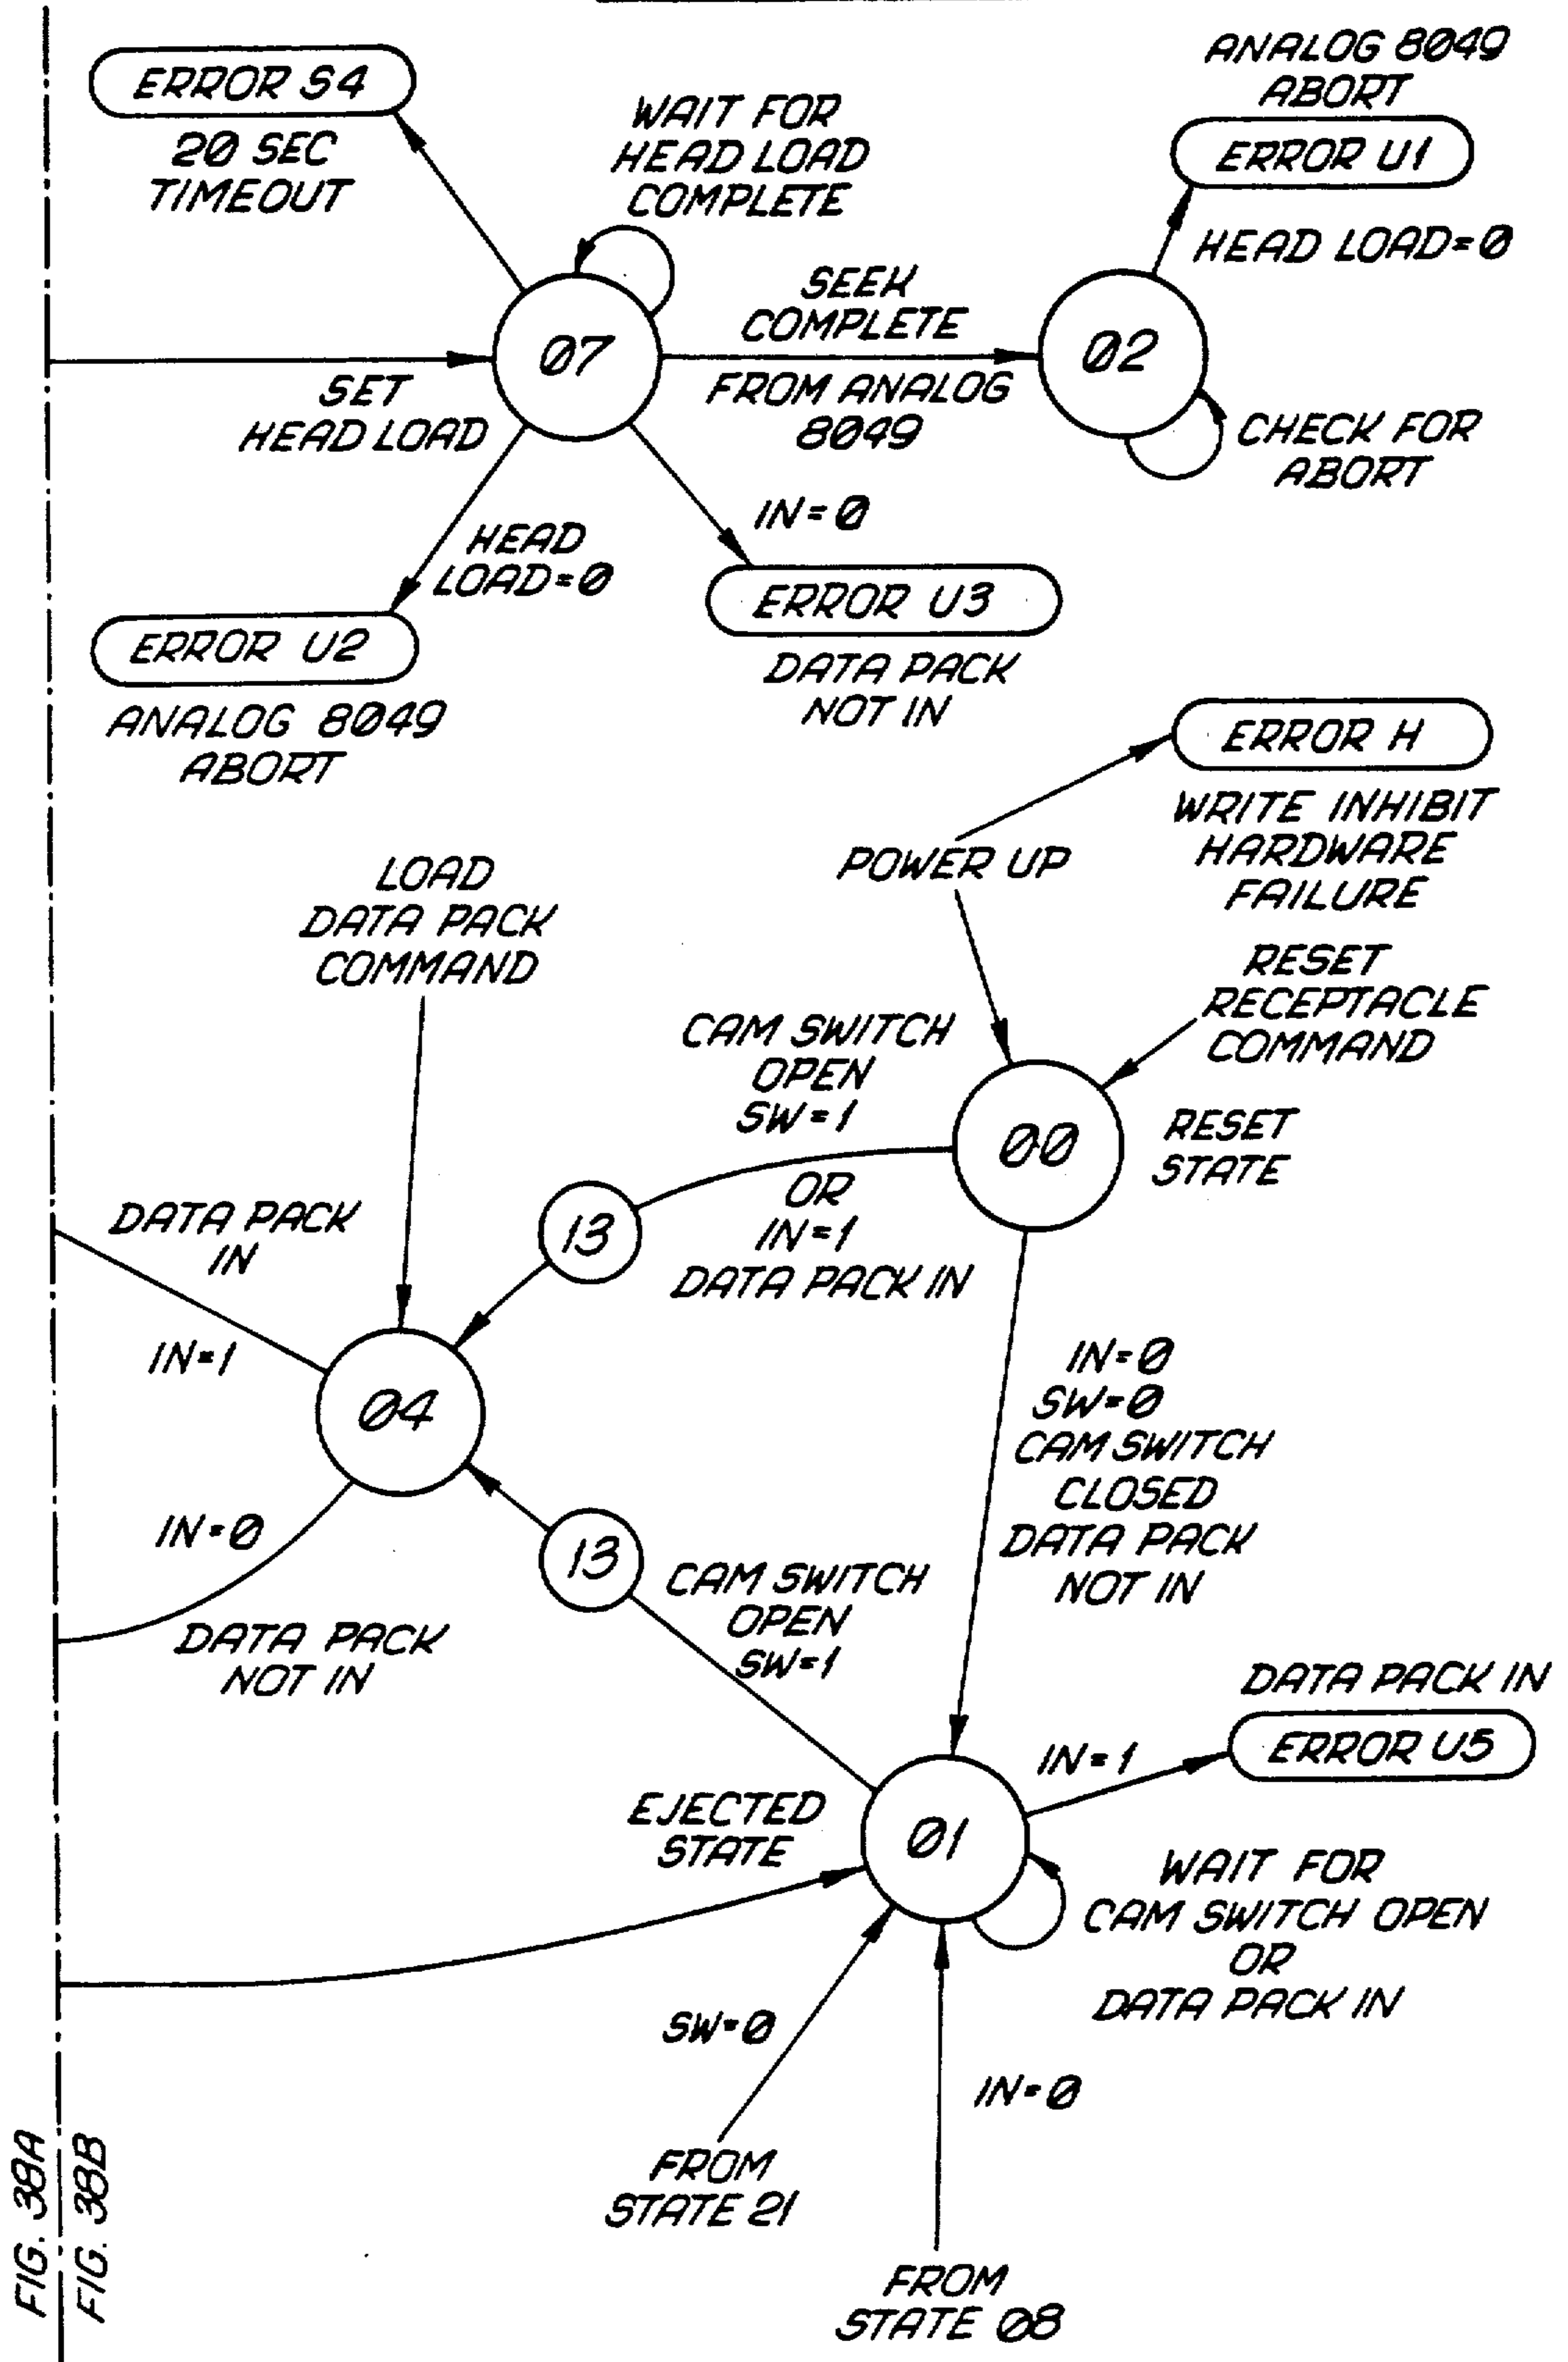 ANALOG 8049
ABORT
ERROR S4
20 SEC
TIMEOUT
WAIT FOR
HEAD LOAD
COMPLETE
ERROR U1
HEAD LOAD=0
SEEK
COMPLETE
07
02
SET
HEAD LOAD
FROM ANALOG
8049
CHECK FOR
ABORT
HEAD
LOAD=0
IN=0
ERROR U2
ERROR U3
ANALOG 8049
ABORT
DATA PACK
NOT IN
ERROR H
WRITE INHIBIT
HARDWARE
FAILURE
POWER UP
LOAD
DATA PACK
COMMAND
RESET
RECEPTACLE
COMMAND
CAM SWITCH
OPEN
SW=1
00
RESET
STATE
OR
IN=1
DATA PACK IN
13
DATA PACK
IN
IN=1
04
IN=0
SW=0
CAM SWITCH
CLOSED
DATA PACK
NOT IN
IN=0
DATA PACK
NOT IN
13
CAM SWITCH
OPEN
SW=1
DATA PACK IN
ERROR U5
IN=1
EJECTED
STATE
01
WAIT FOR
CAM SWITCH OPEN
OR
DATA PACK IN
SW=0
IN=0
FROM
STATE 21
FROM
STATE 08
FIG. 38A
FIG. 38B